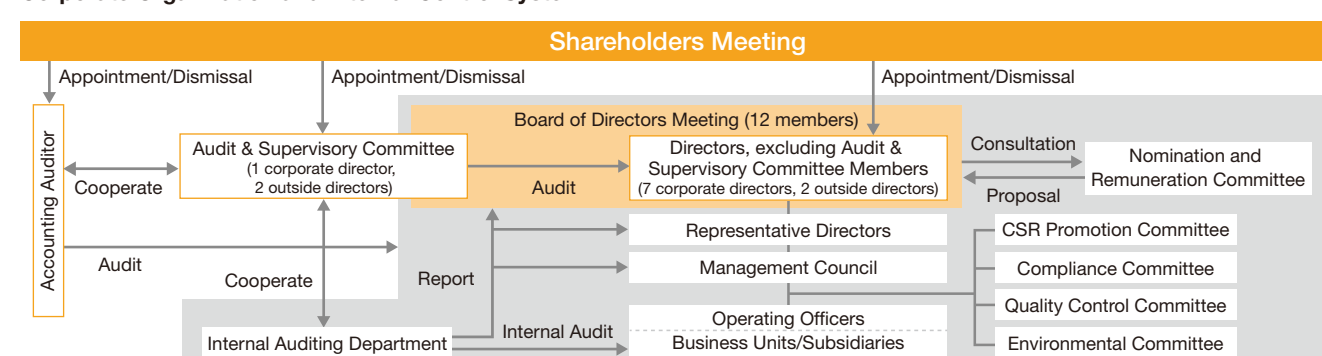 Shareholders Meeting
Appointment/Dismissal
Appointment/Dismissal
Appointment/Dismissal
Accounting Auditor
Board of Directors Meeting (12 members)
Audit & Supervisory Committee
(1 corporate director,
2 outside directors)
Directors, excluding Audit &
Supervisory Committee Members
(7 corporate directors, 2 outside directors)
Consultation
Nomination and
Remuneration Committee
Cooperate
Audit
Proposal
Representative Directors
CSR Promotion Committee
Audit
Cooperate
Report
Management Council
Compliance Committee
Quality Control Committee
Internal Auditing Department
Internal Audit
Operating Officers
Business Units/Subsidiaries
Environmental Committee